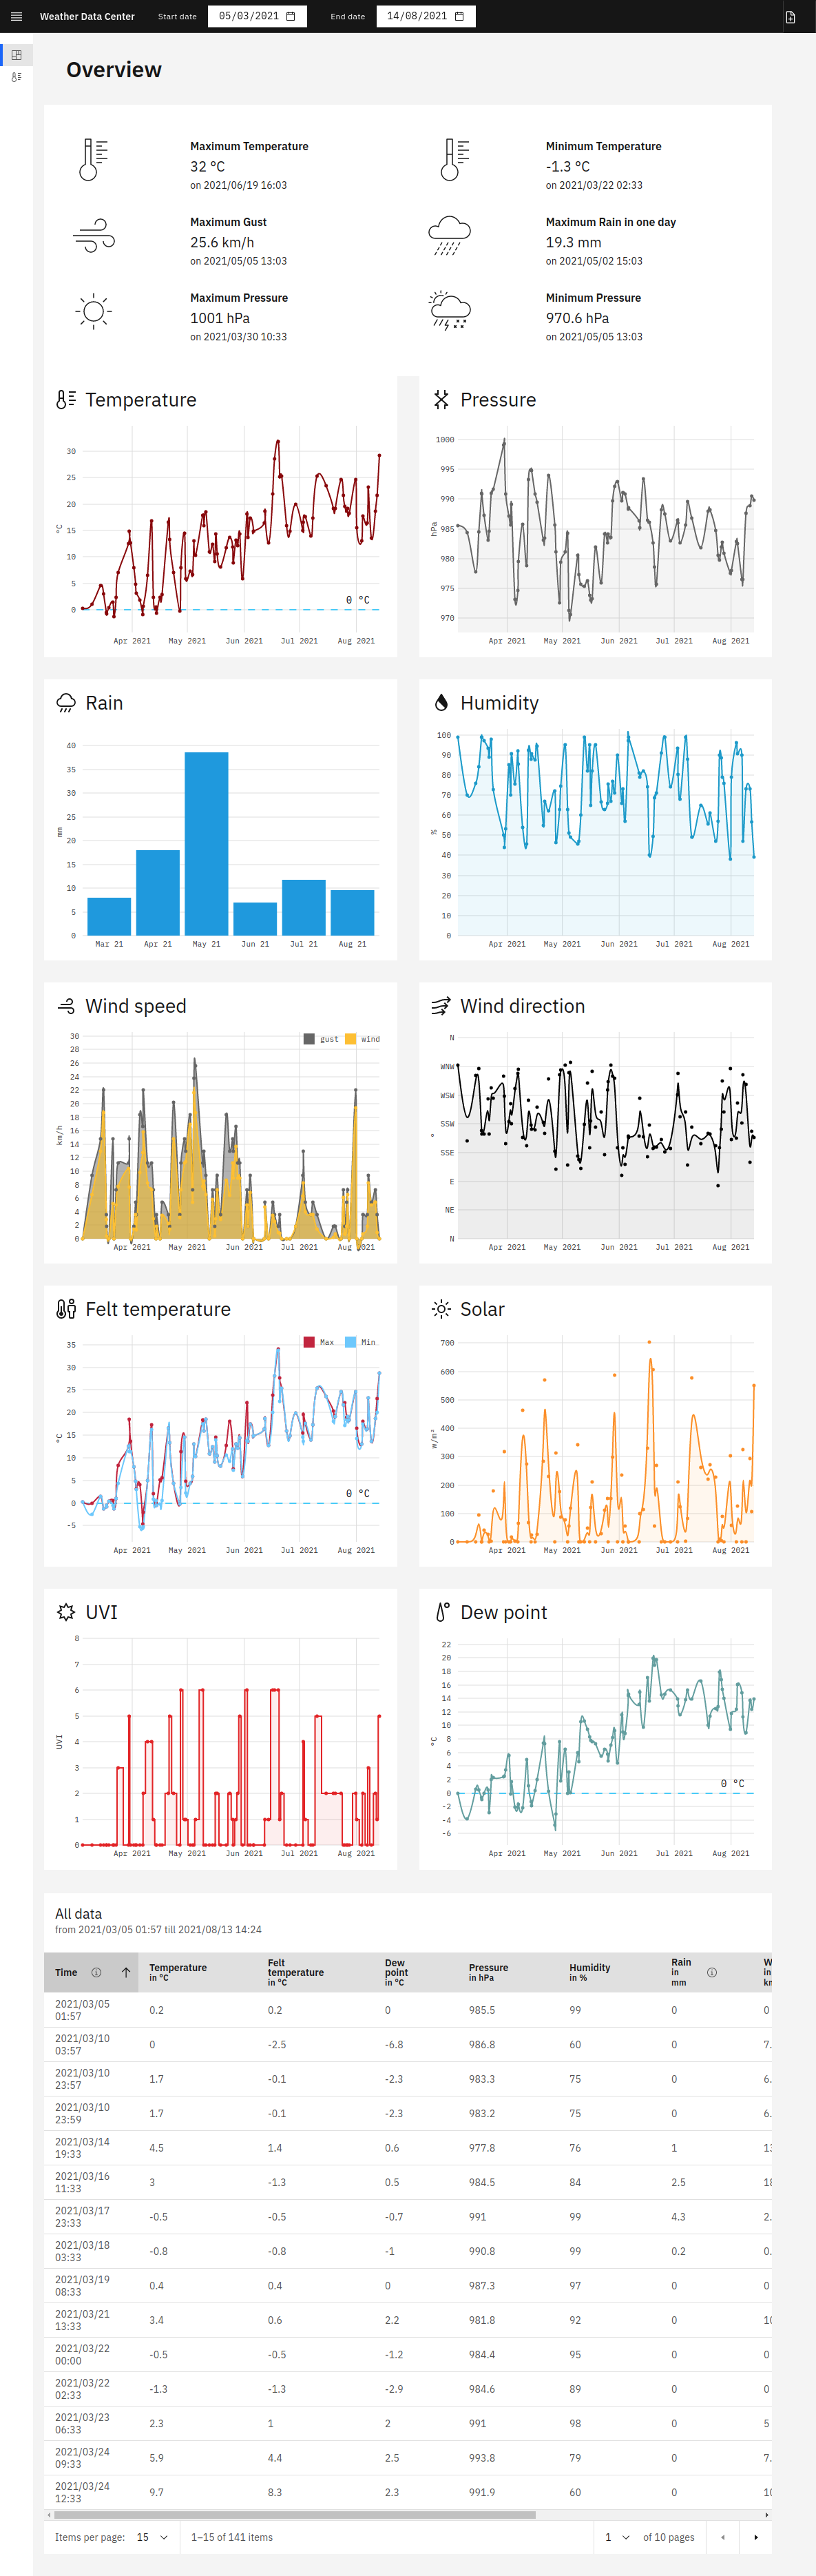 Weather Data Center Start date 05/03/2021 End date 14/08/2021
Overview
Maximum Temperature
32 °C
on 2021/06/19 16:03
Minimum Temperature
-1.3 °C
on 2021/03/22 02:33
Maximum Gust
25.6 km/h
on 2021/05/05 13:03
Maximum Rain in one day
19.3 mm
on 2021/05/02 15:03
Maximum Pressure
1001 hPa
on 2021/03/30 10:33
Minimum Pressure
970.6 hPa
on 2021/05/05 13:03
Temperature
°C
30
25
20
15
10
5
0
0 °C
Apr 2021 May 2021 Jun 2021 Jul 2021 Aug 2021
Pressure
hPa
1000
995
990
985
980
975
970
Apr 2021 May 2021 Jun 2021 Jul 2021 Aug 2021
Rain
mm
40
35
30
25
20
15
10
5
0
Mar 21 Apr 21 May 21 Jun 21 Jul 21 Aug 21
Humidity
%
100
90
80
70
60
50
40
30
20
10
0
Apr 2021 May 2021 Jun 2021 Jul 2021 Aug 2021
Wind speed
gust wind
km/h
30
28
26
24
22
20
18
16
14
12
10
8
6
4
2
0
Apr 2021 May 2021 Jun 2021 Jul 2021 Aug 2021
Wind direction
°
N
WNW
WSW
SSW
SSE
E
NE
N
Apr 2021 May 2021 Jun 2021 Jul 2021 Aug 2021
Felt temperature
Max Min
°C
35
30
25
20
15
10
5
0
-5
0 °C
Apr 2021 May 2021 Jun 2021 Jul 2021 Aug 2021
Solar
w/m²
700
600
500
400
300
200
100
0
Apr 2021 May 2021 Jun 2021 Jul 2021 Aug 2021
UVI
UVI
8
7
6
5
4
3
2
1
0
Apr 2021 May 2021 Jun 2021 Jul 2021 Aug 2021
Dew point
°C
22
20
18
16
14
12
10
8
6
4
2
0
-2
-4
-6
0 °C
Apr 2021 May 2021 Jun 2021 Jul 2021 Aug 2021
All data
from 2021/03/05 01:57 till 2021/08/13 14:24
Time
Temperature
in °C
Felt
temperature
in °C
Dew
point
in °C
Pressure
in hPa
Humidity
in %
Rain
in
mm
W
in
km
2021/03/05 01:57 0.2 0.2 0 985.5 99 0 0
2021/03/10 03:57 0 -2.5 -6.8 986.8 60 0 7.
2021/03/10 23:57 1.7 -0.1 -2.3 983.3 75 0 6.
2021/03/10 23:59 1.7 -0.1 -2.3 983.2 75 0 6.
2021/03/14 19:33 4.5 1.4 0.6 977.8 76 1 13
2021/03/16 11:33 3 -1.3 0.5 984.5 84 2.5 18
2021/03/17 23:33 -0.5 -0.5 -0.7 991 99 4.3 2.
2021/03/18 03:33 -0.8 -0.8 -1 990.8 99 0.2 0.
2021/03/19 08:33 0.4 0.4 0 987.3 97 0 0
2021/03/21 13:33 3.4 0.6 2.2 981.8 92 0 10
2021/03/22 00:00 -0.5 -0.5 -1.2 984.4 95 0 0
2021/03/22 02:33 -1.3 -1.3 -2.9 984.6 89 0 0
2021/03/23 06:33 2.3 1 2 991 98 0 5
2021/03/24 09:33 5.9 4.4 2.5 993.8 79 0 7.
2021/03/24 12:33 9.7 8.3 2.3 991.9 60 0 10
Items per page: 15 1–15 of 141 items 1 of 10 pages